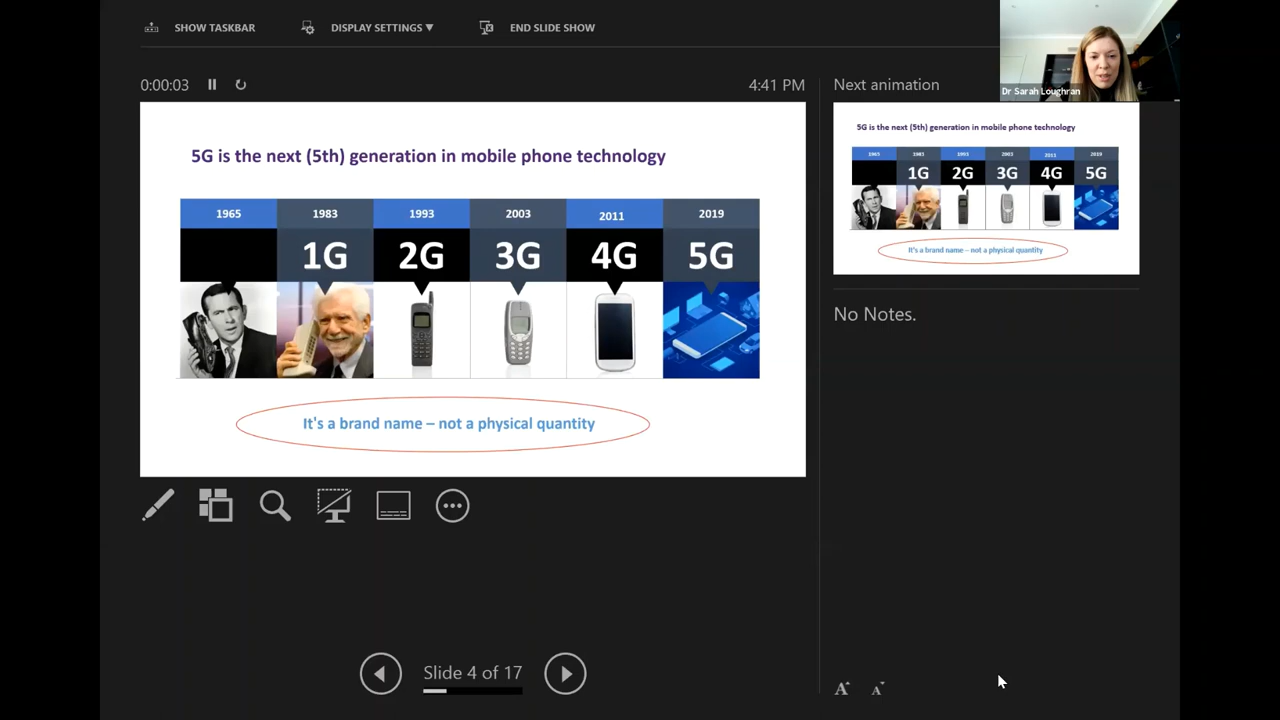 SHOW TASKBAR
DISPLAY SETTINGS ▼
END SLIDE SHOW
Dr Sarah Loughran
0:00:03
4:41 PM
5G is the next (5th) generation in mobile phone technology
1965 1983 1993 2003 2011 2019
1G 2G 3G 4G 5G
It's a brand name – not a physical quantity
Next animation
5G is the next (5th) generation in mobile phone technology
1965 1983 1993 2003 2011 2019
1G 2G 3G 4G 5G
It's a brand name – not a physical quantity
No Notes.
Slide 4 of 17
A A